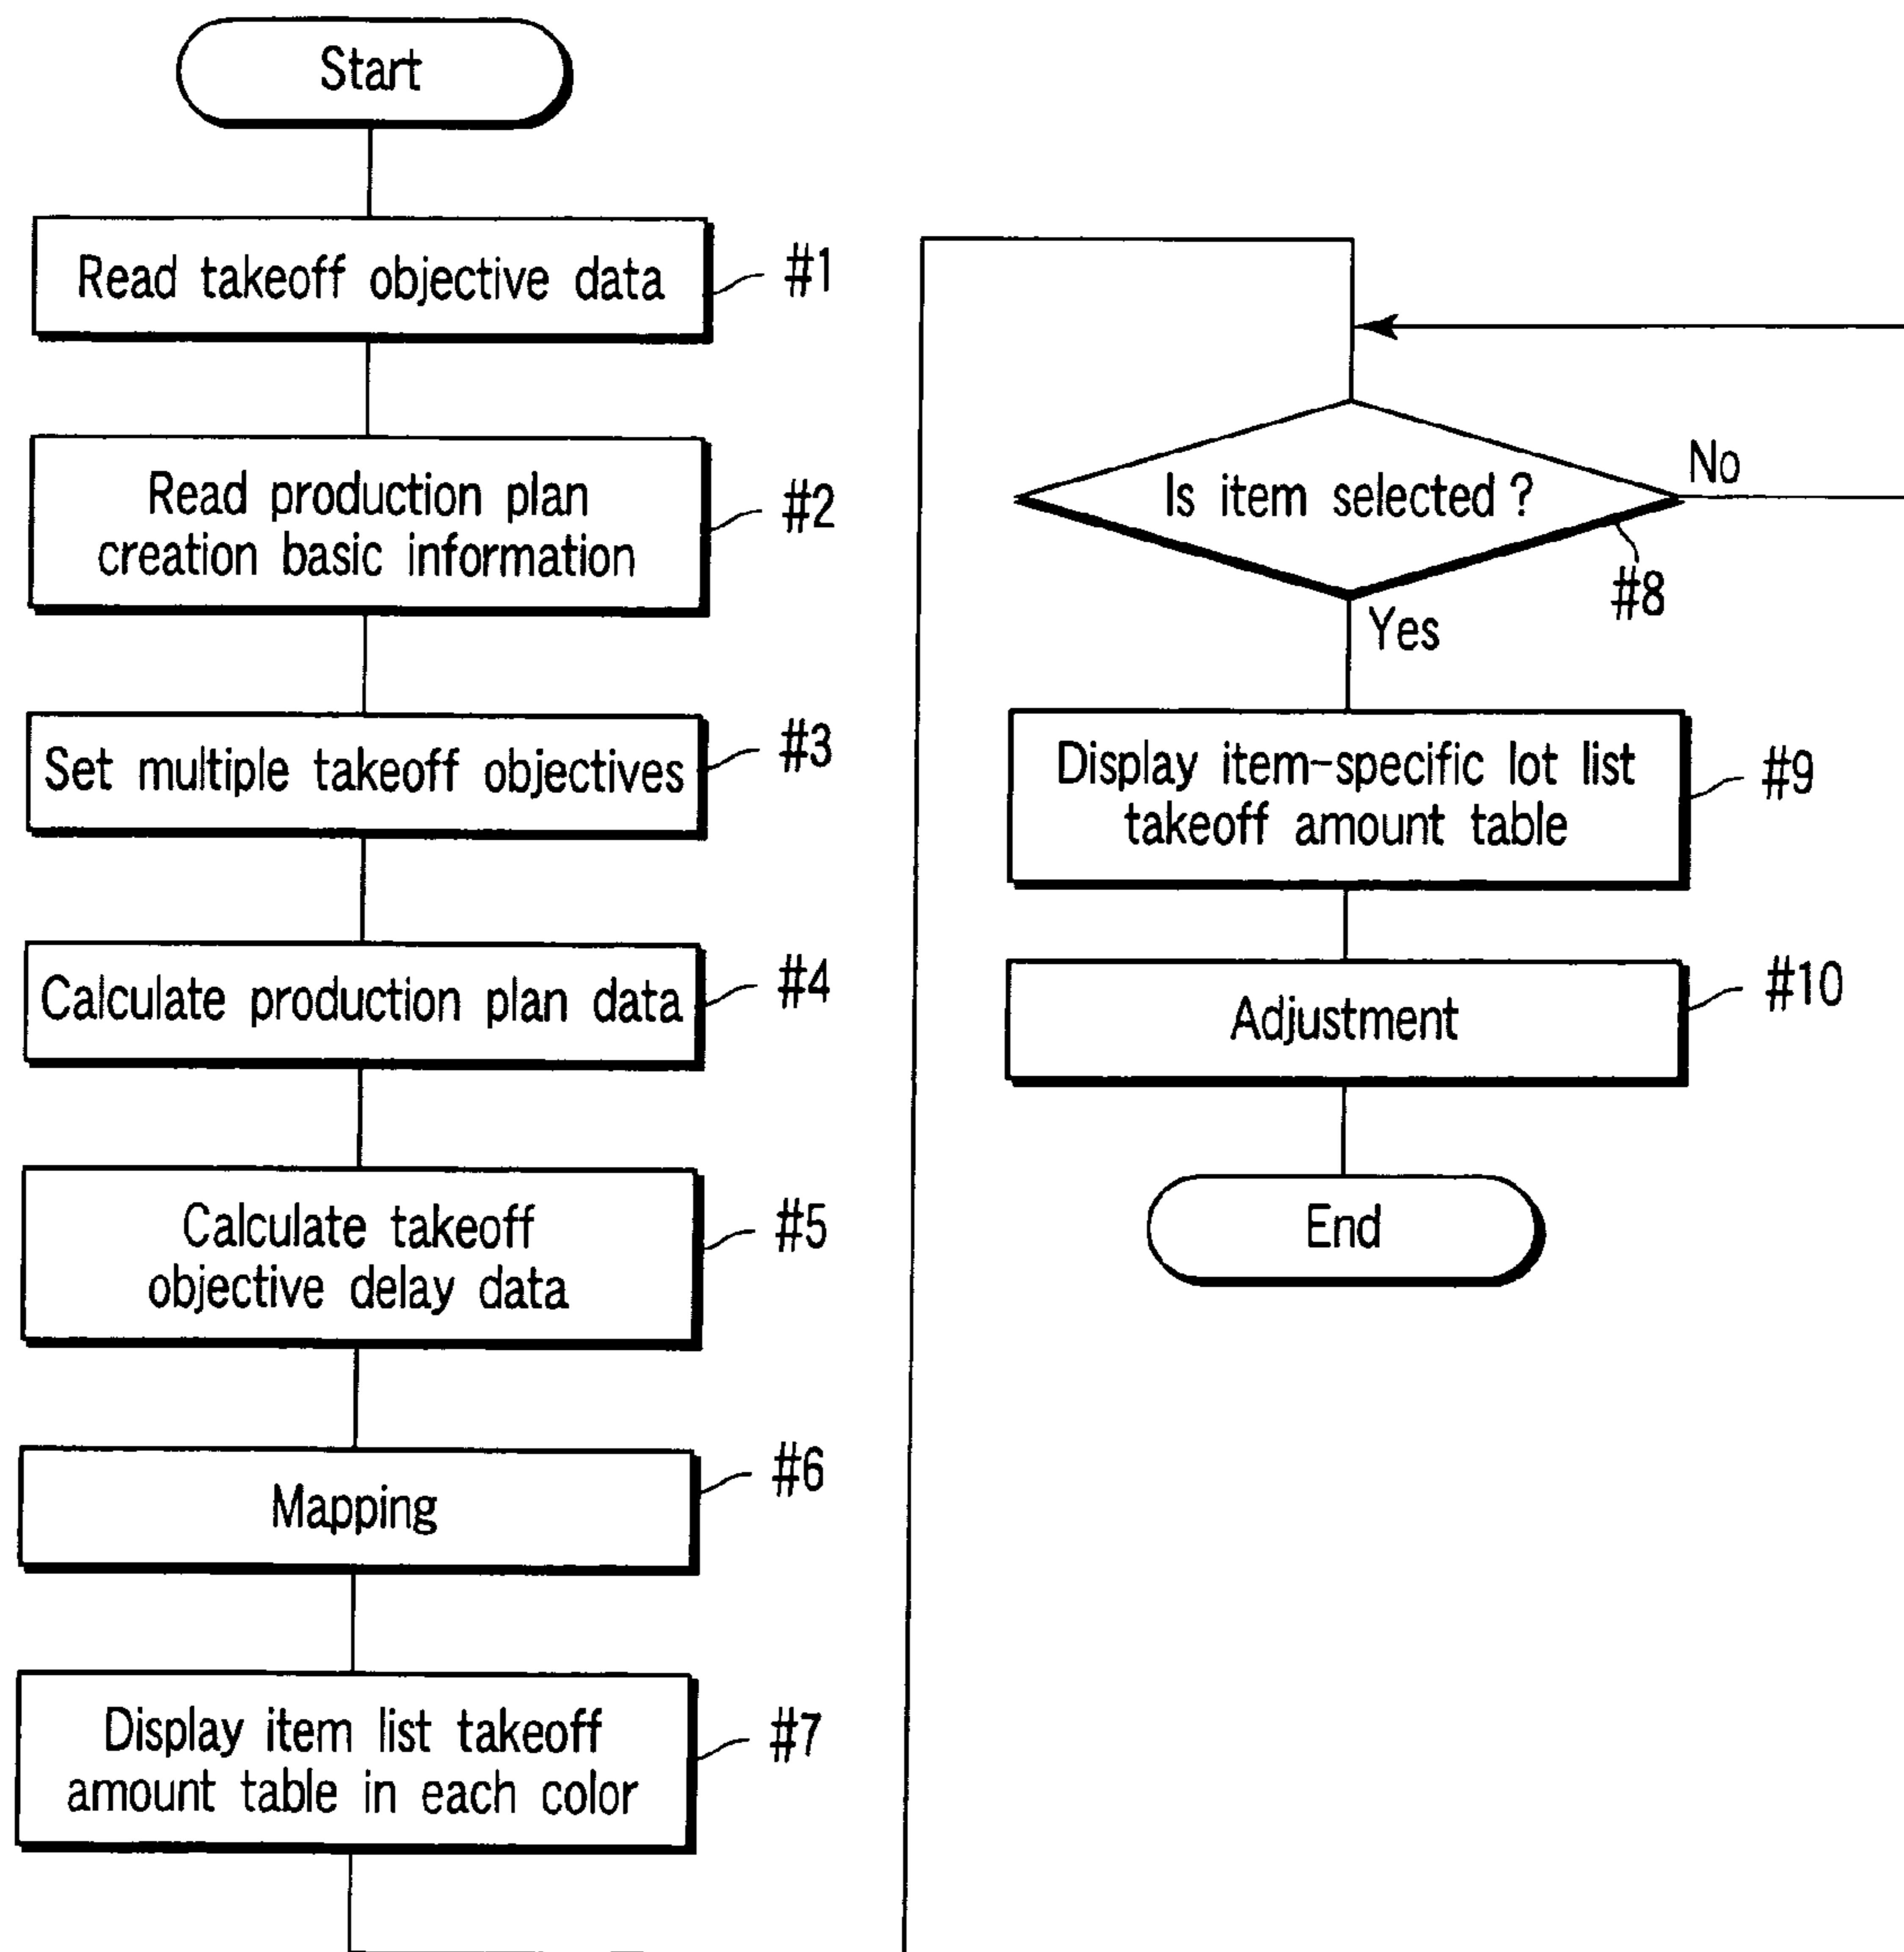 Start
Read takeoff objective data
#1
Read production plan
creation basic information
#2
Set multiple takeoff objectives
#3
Calculate production plan data
#4
Calculate takeoff
objective delay data
#5
Mapping
#6
Display item list takeoff
amount table in each color
#7
Is item selected ?
No
#8
Yes
Display item-specific lot list
takeoff amount table
#9
Adjustment
#10
End